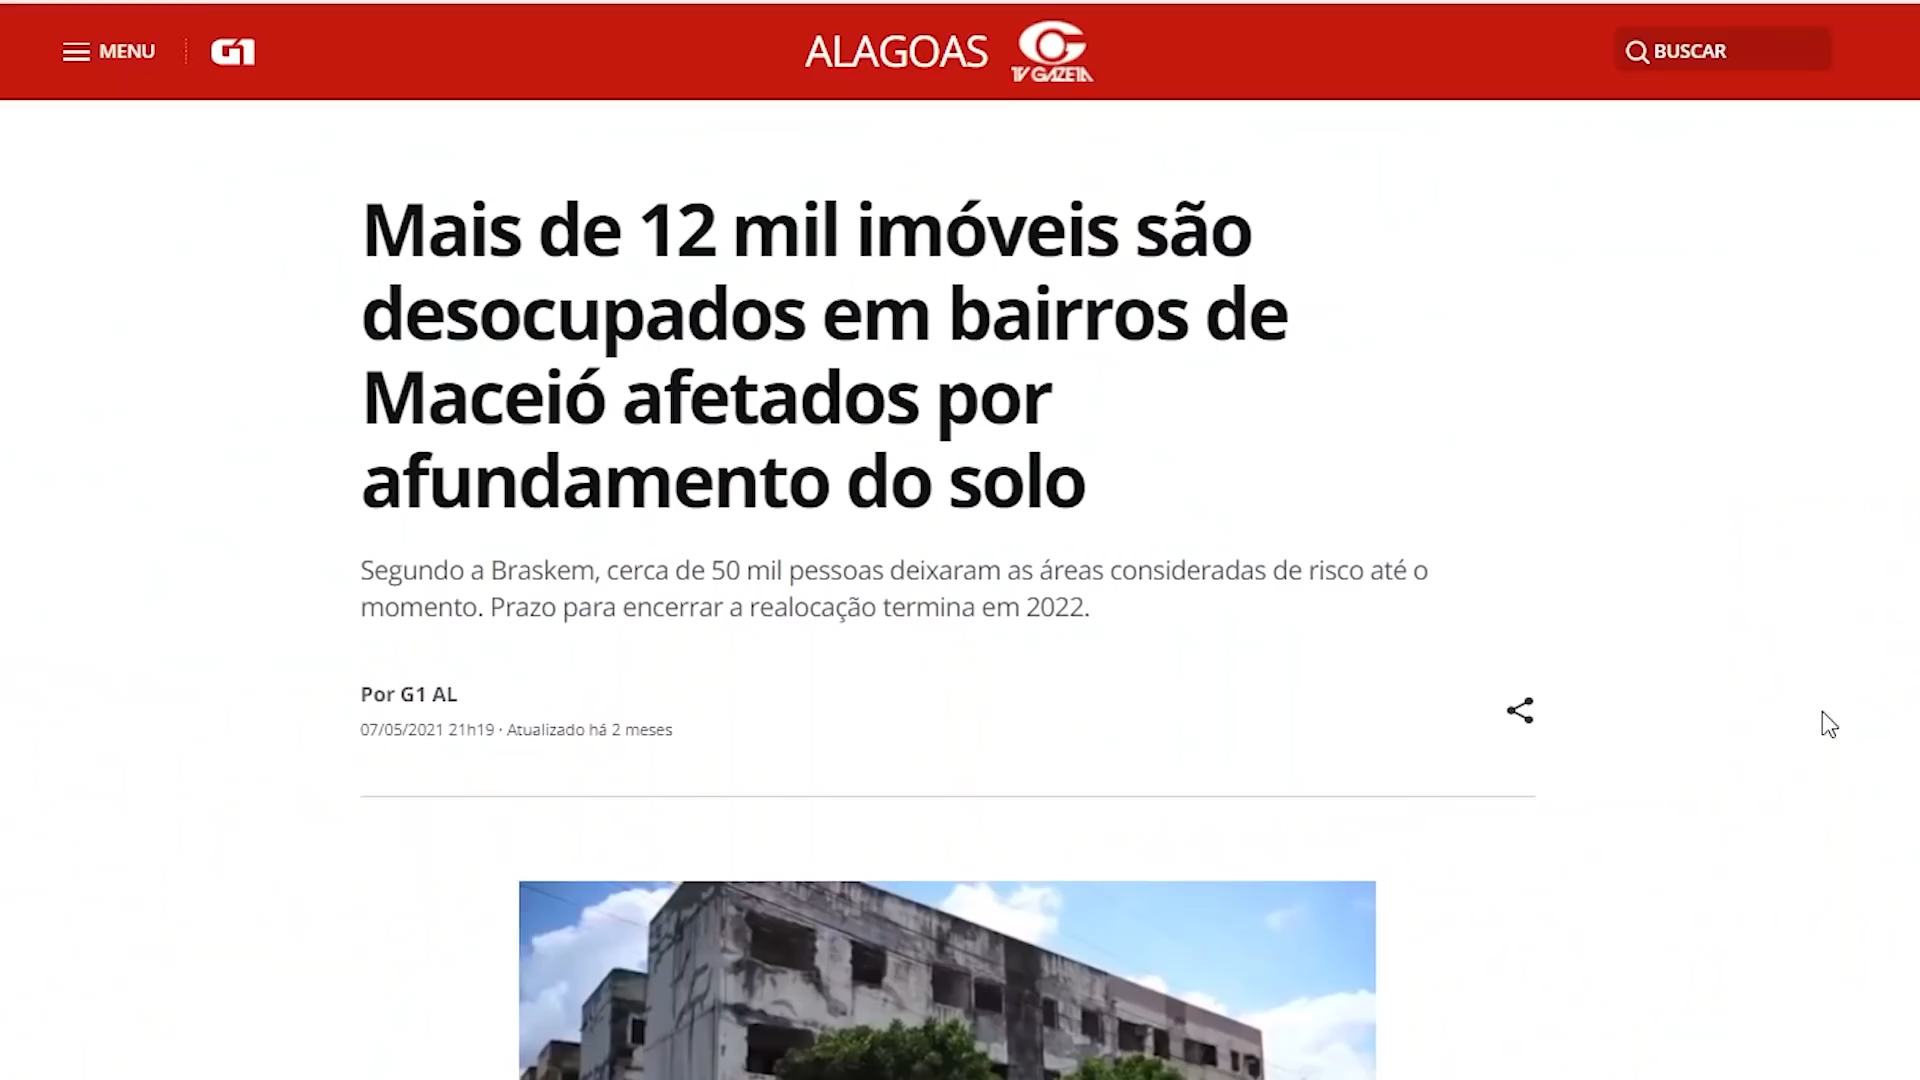 MENU
G1
ALAGOAS
TV GAZETA
BUSCAR
Mais de 12 mil imóveis são
desocupados em bairros de
Maceió afetados por
afundamento do solo
Segundo a Braskem, cerca de 50 mil pessoas deixaram as áreas consideradas de risco até o
momento. Prazo para encerrar a realocação termina em 2022.
Por G1 AL
07/05/2021 21h19 · Atualizado há 2 meses